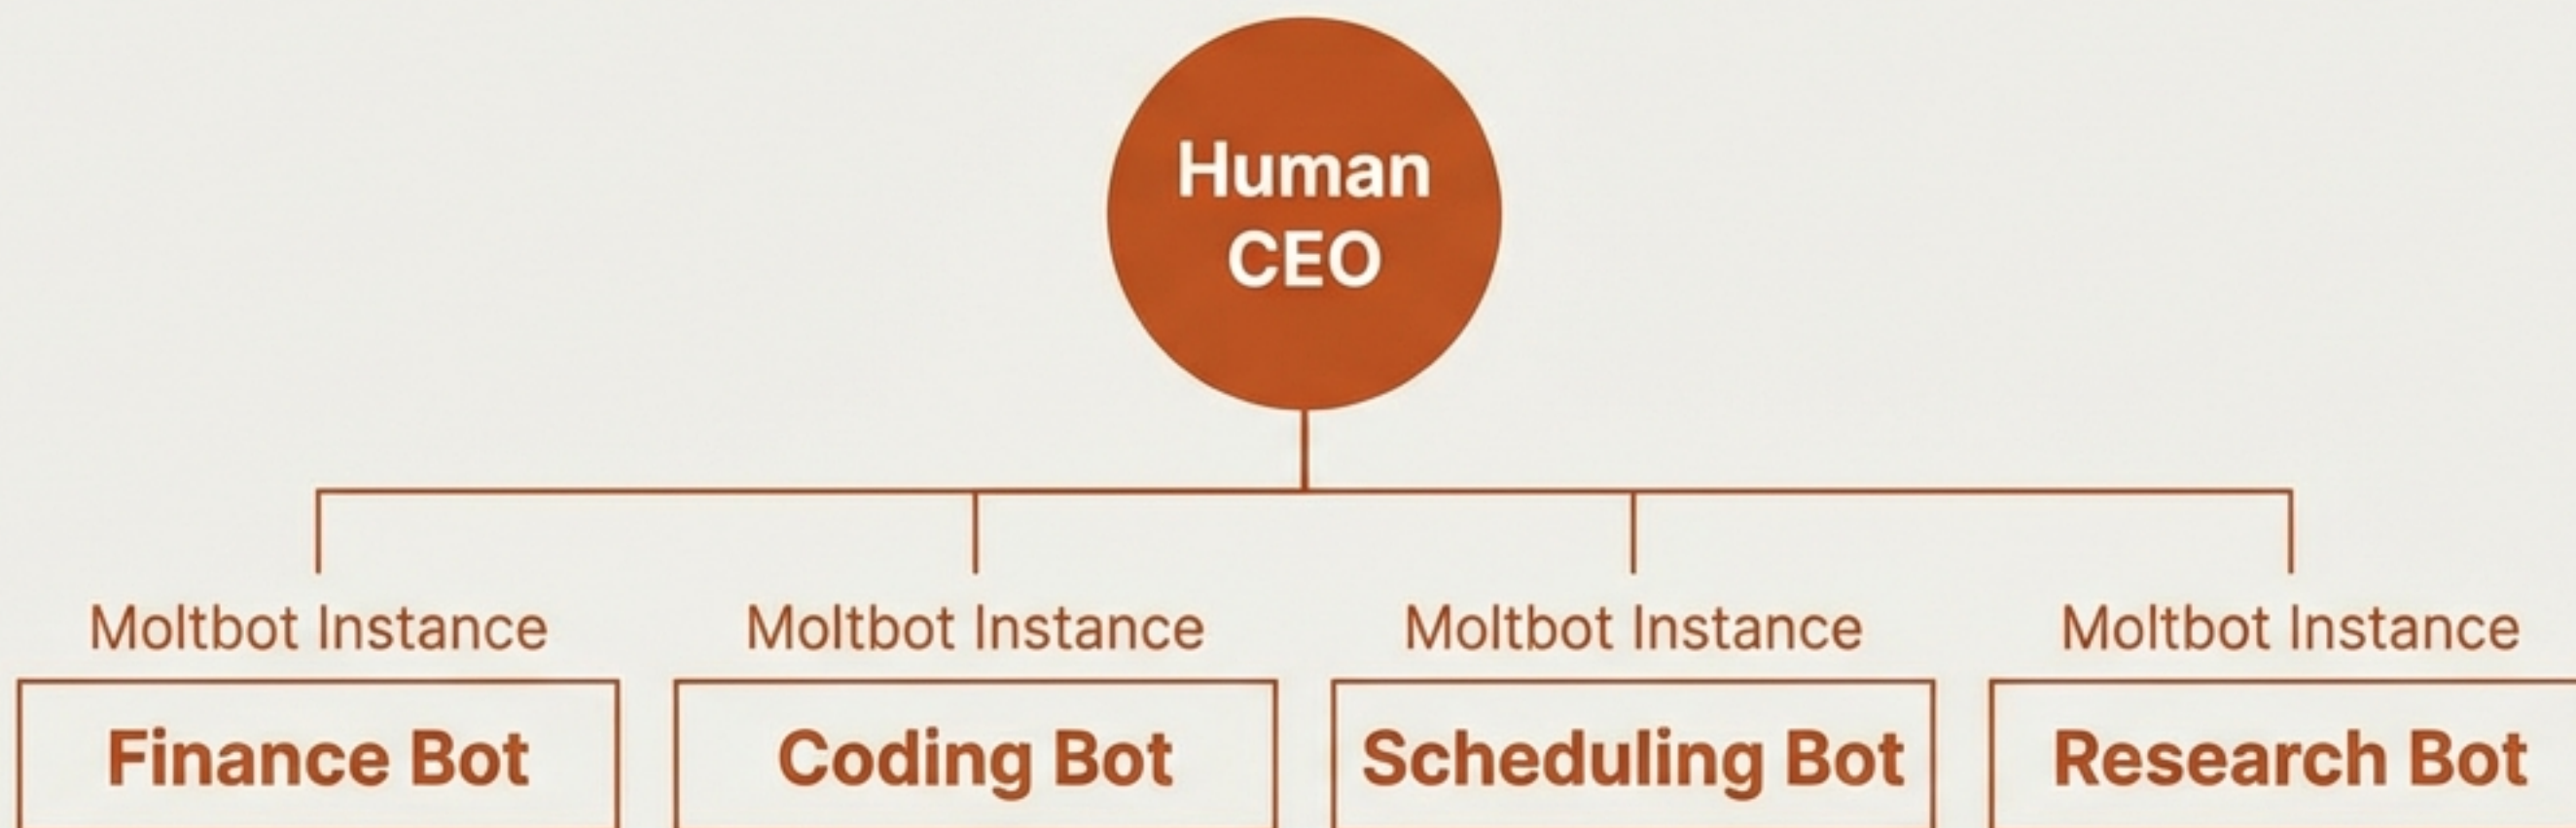 Human
CEO
Moltbot Instance
Moltbot Instance
Moltbot Instance
Moltbot Instance
Finance Bot
Coding Bot
Scheduling Bot
Research Bot